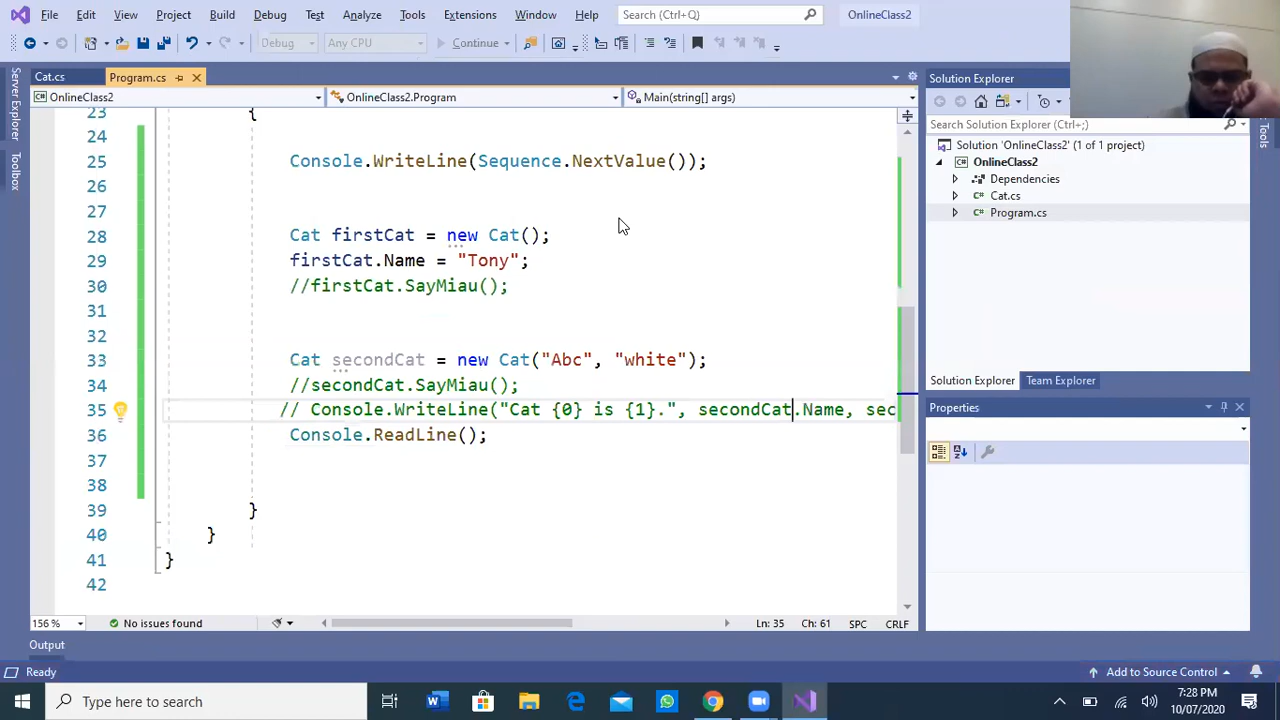 File Edit View Project Build Debug Test Analyze Tools Extensions Window Help Search (Ctrl+Q) OnlineClass2
Debug Any CPU Continue
Server Explorer
Toolbox
Cat.cs Program.cs
OnlineClass2 OnlineClass2.Program Main(string[] args)
23 {
24
25 Console.WriteLine(Sequence.NextValue());
26
27
28 Cat firstCat = new Cat();
29 firstCat.Name = "Tony";
30 //firstCat.SayMiau();
31
32
33 Cat secondCat = new Cat("Abc", "white");
34 //secondCat.SayMiau();
35 // Console.WriteLine("Cat {0} is {1}.", secondCat.Name, sec
36 Console.ReadLine();
37
38
39 }
40 }
41 }
42
156 % No issues found Ln: 35 Ch: 61 SPC CRLF
Solution Explorer
Search Solution Explorer (Ctrl+;)
Solution 'OnlineClass2' (1 of 1 project)
OnlineClass2
Dependencies
Cat.cs
Program.cs
Solution Explorer Team Explorer
Properties
Output
Ready Add to Source Control
Type here to search
7:28 PM
10/07/2020